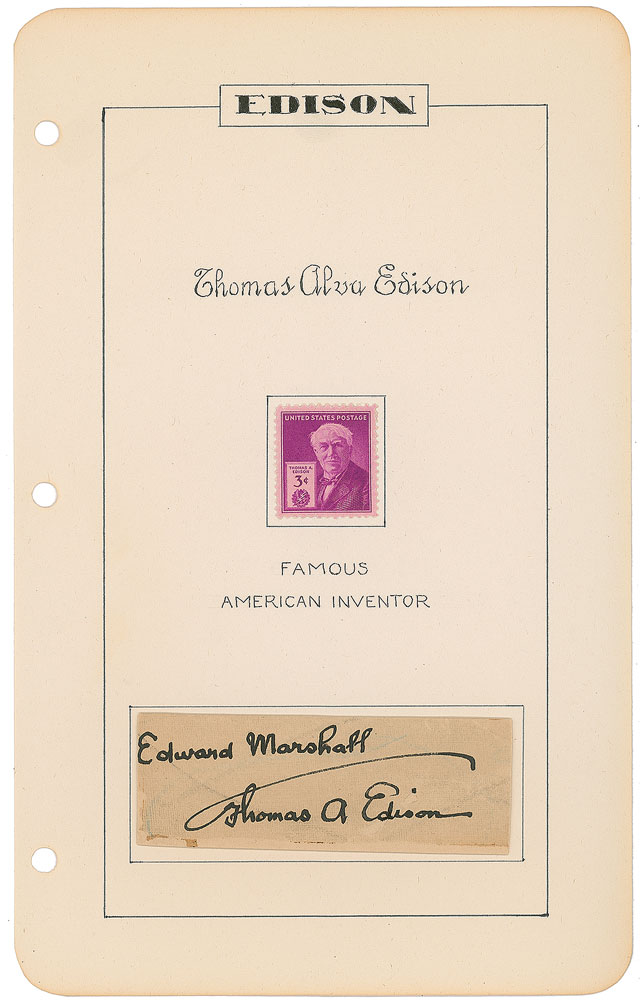 EDISON
Thomas Alva Edison
UNITED STATES POSTAGE
THOMAS A.
EDISON
3¢
FAMOUS
AMERICAN INVENTOR
Edward Marshall
Thomas A Edison